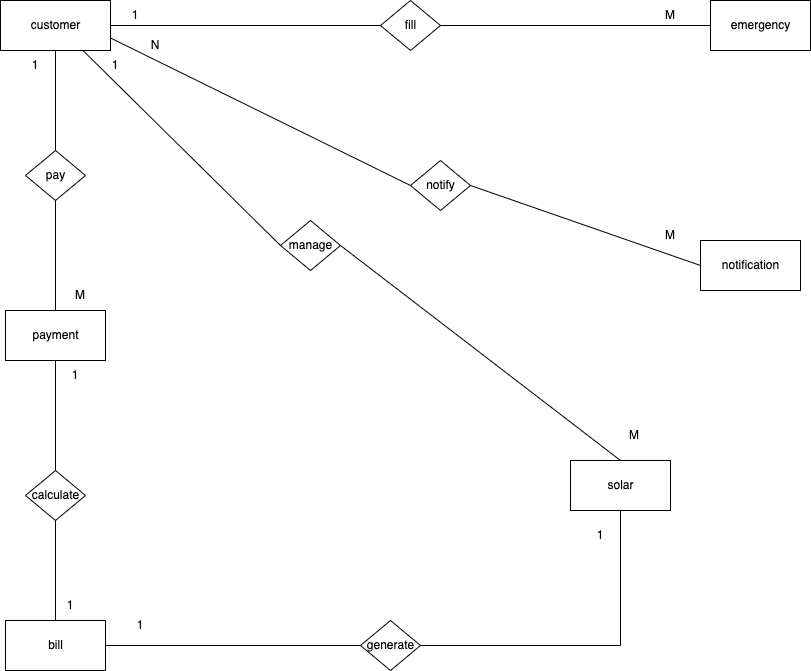 customer
1
fill
M
emergency
N
1
1
pay
notify
M
notification
manage
M
payment
1
M
solar
1
calculate
1
1
bill
generate